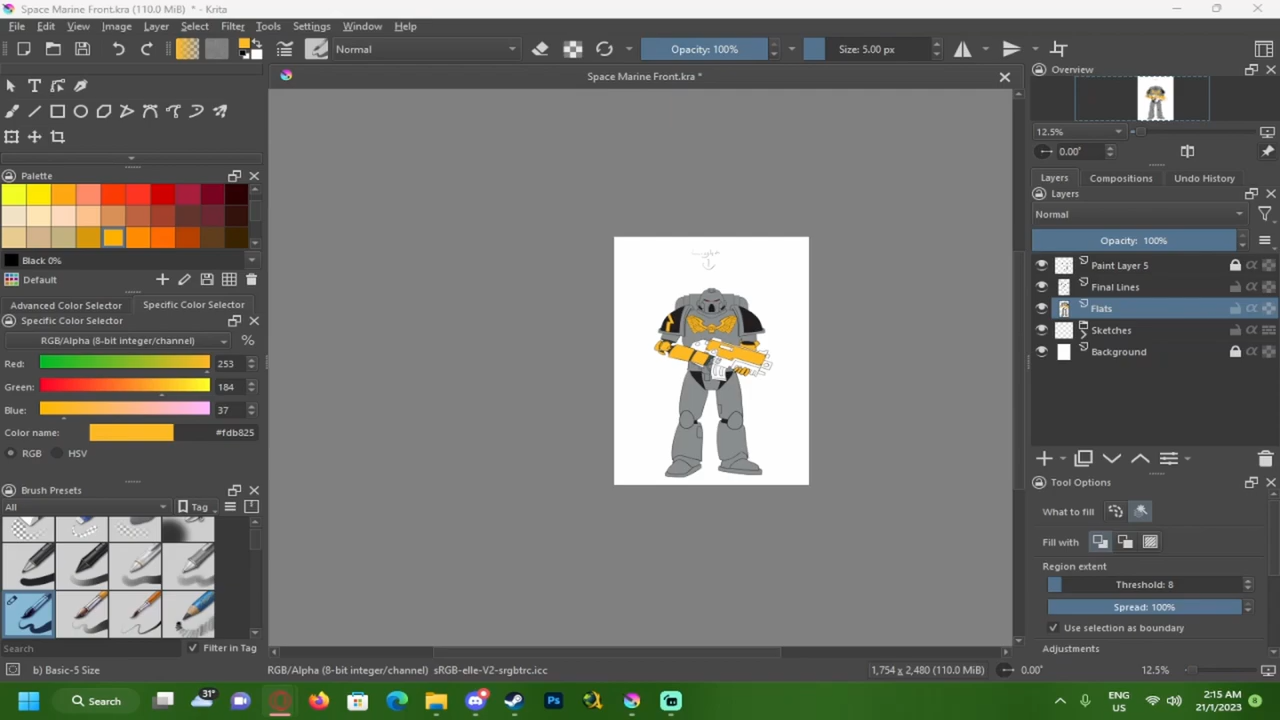 Space Marine Front.kra (110.0 MiB) * - Krita
File Edit View Image Layer Select Filter Tools Settings Window Help
Normal Opacity: 100% Size: 5.00 px
Space Marine Front.kra *
Overview
12.5%
0.00°
Palette
Black 0%
Default
Advanced Color Selector Specific Color Selector
Specific Color Selector
RGB/Alpha (8-bit integer/channel) %
Red: 253
Green: 184
Blue: 37
Color name: #fdb825
RGB HSV
Brush Presets
All Tag
Search Filter in Tag
Layers Compositions Undo History
Layers
Normal
Opacity: 100%
Paint Layer 5
Final Lines
Flats
Sketches
Background
Tool Options
What to fill
Fill with
Region extent
Threshold: 8
Spread: 100%
Use selection as boundary
Adjustments
b) Basic-5 Size RGB/Alpha (8-bit integer/channel) sRGB-elle-V2-srgbtrc.icc 1,754 x 2,480 (110.0 MiB) 0.00° 12.5%
Search 31° Ps ENG US 2:15 AM 21/1/2023 8